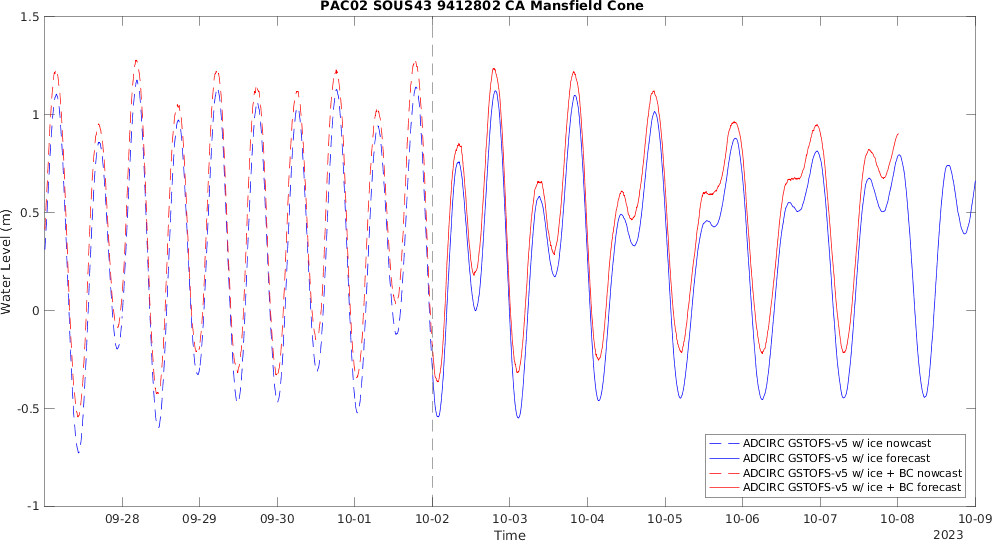 PAC02 SOUS43 9412802 CA Mansfield Cone
1.5
1
0.5
0
-0.5
-1
Water Level (m)
ADCIRC GSTOFS-v5 w/ ice nowcast
ADCIRC GSTOFS-v5 w/ ice forecast
ADCIRC GSTOFS-v5 w/ ice + BC nowcast
ADCIRC GSTOFS-v5 w/ ice + BC forecast
09-28 09-29 09-30 10-01 10-02 10-03 10-04 10-05 10-06 10-07 10-08 10-09
Time
2023